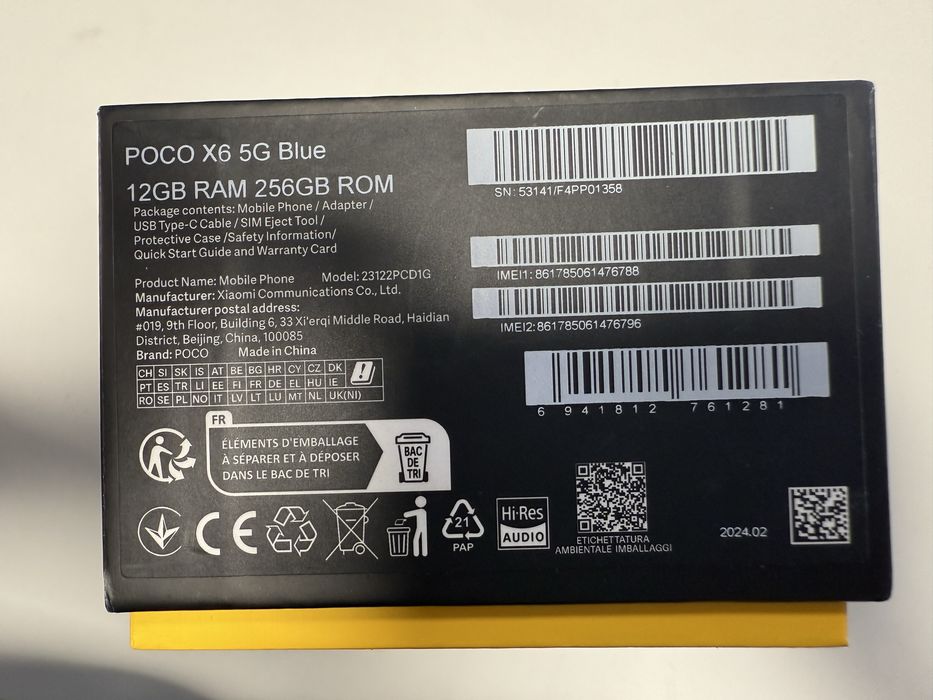 POCO X6 5G Blue
12GB RAM 256GB ROM
Package contents: Mobile Phone / Adapter /
USB Type-C Cable / SIM Eject Tool /
Protective Case /Safety Information/
Quick Start Guide and Warranty Card
Product Name: Mobile Phone Model: 23122PCD1G
Manufacturer: Xiaomi Communications Co., Ltd.
Manufacturer postal address:
#019, 9th Floor, Building 6, 33 Xi'erqi Middle Road, Haidian
District, Beijing, China, 100085
Brand: POCO Made in China
CH SI SK IS AT BE BG HR CY CZ DK
PT ES TR LI EE FI FR DE EL HU IE
RO SE PL NO IT LV LT LU MT NL UK(NI)
SN: 53141/F4PP01358
IMEI1: 861785061476788
IMEI2: 861785061476796
6 941812 761281
FR
ÉLÉMENTS D'EMBALLAGE
À SÉPARER ET À DÉPOSER
DANS LE BAC DE TRI
BAC
DE
TRI
CE
21
PAP
Hi-Res
AUDIO
ETICHETTATURA
AMBIENTALE IMBALLAGGI
2024.02